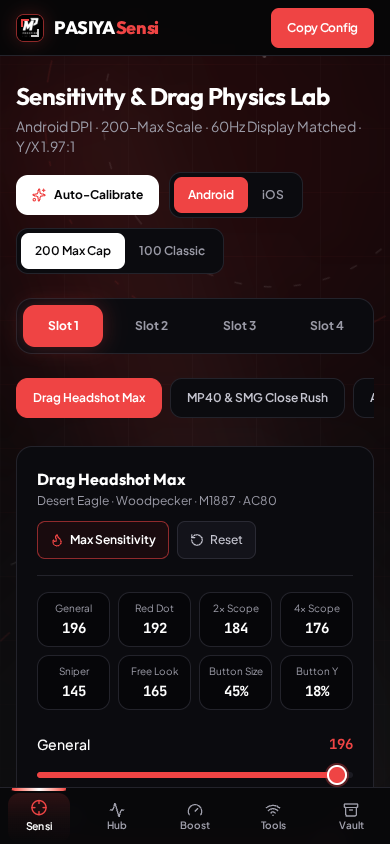 PASIYA Sensi
Copy Config
Sensitivity & Drag Physics Lab
Android DPI · 200–Max Scale · 60Hz Display Matched ·
Y/X 1.97:1
Auto-Calibrate
Android
iOS
200 Max Cap
100 Classic
Slot 1
Slot 2
Slot 3
Slot 4
Drag Headshot Max
MP40 & SMG Close Rush
Drag Headshot Max
Desert Eagle · Woodpecker · M1887 · AC80
Max Sensitivity
Reset
General
Red Dot
2x Scope
4x Scope
196
192
184
176
Sniper
Free Look
Button Size
Button Y
145
165
45%
18%
General
196
Sensi
Hub
Boost
Tools
Vault